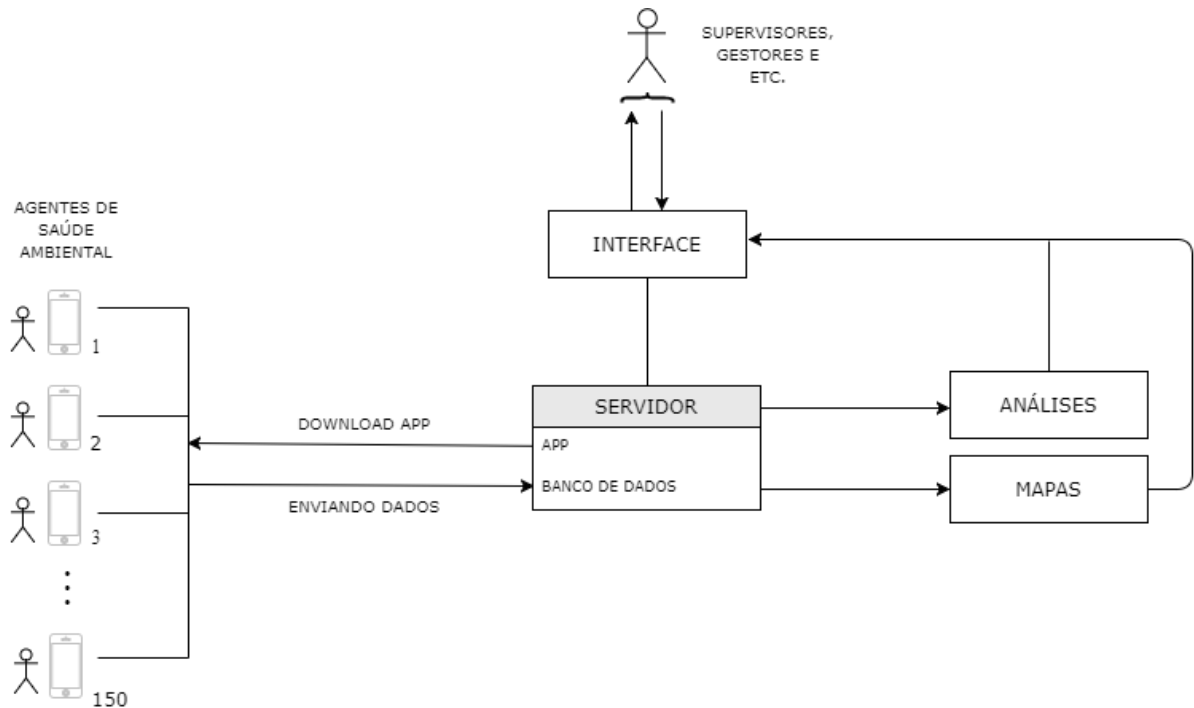 SUPERVISORES,
GESTORES E
ETC.
AGENTES DE
SAÚDE
AMBIENTAL
INTERFACE
1
2
3
150
DOWNLOAD APP
ENVIANDO DADOS
SERVIDOR
APP
BANCO DE DADOS
ANÁLISES
MAPAS